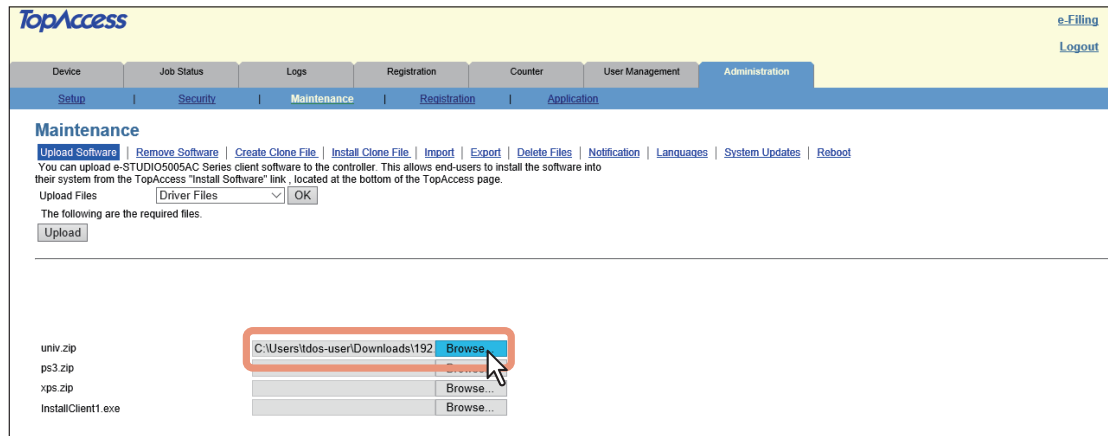 TopAccess
e-Filing
Logout
Device Job Status Logs Registration Counter User Management Administration
Setup | Security | Maintenance | Registration | Application
Maintenance
Upload Software | Remove Software | Create Clone File | Install Clone File | Import | Export | Delete Files | Notification | Languages | System Updates | Reboot
You can upload e-STUDIO5005AC Series client software to the controller. This allows end-users to install the software into
their system from the TopAccess "Install Software" link , located at the bottom of the TopAccess page.
Upload Files Driver Files OK
The following are the required files.
Upload
univ.zip C:\Users\tdos-user\Downloads\192. Browse...
ps3.zip Browse...
xps.zip Browse...
InstallClient1.exe Browse...